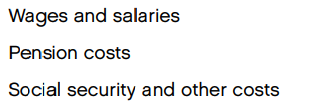 Wages and salaries
Pension costs
Social security and other costs